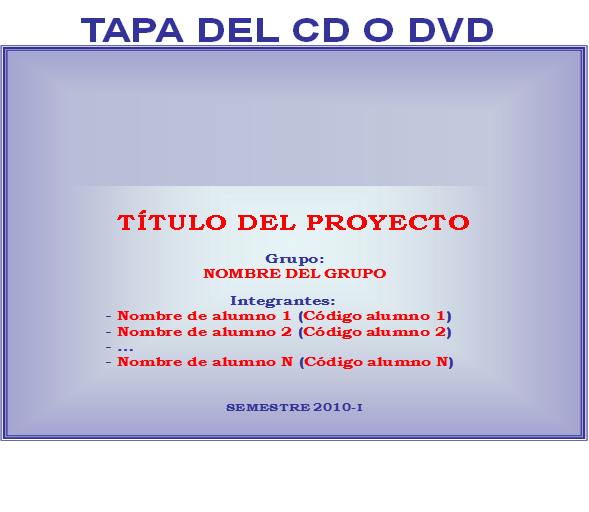 TAPA DEL CD O DVD
TÍTULO DEL PROYECTO
Grupo:
NOMBRE DEL GRUPO
Integrantes:
- Nombre de alumno 1 (Código alumno 1)
- Nombre de alumno 2 (Código alumno 2)
- ...
- Nombre de alumno N (Código alumno N)
SEMESTRE 2010-I